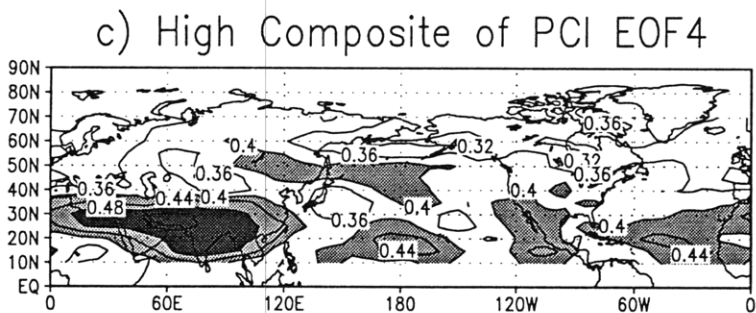 c) High Composite of PCI EOF4
90N
80N
70N
60N
50N
40N
30N
20N
10N
EQ
0.36
0.4
0.36
0.32
0.32
0.36
0.36
0.36
0.44
0.4
0.4
0.4
0.48
0.36
0.4
0.44
0.44
0 60E 120E 180 120W 60W 0